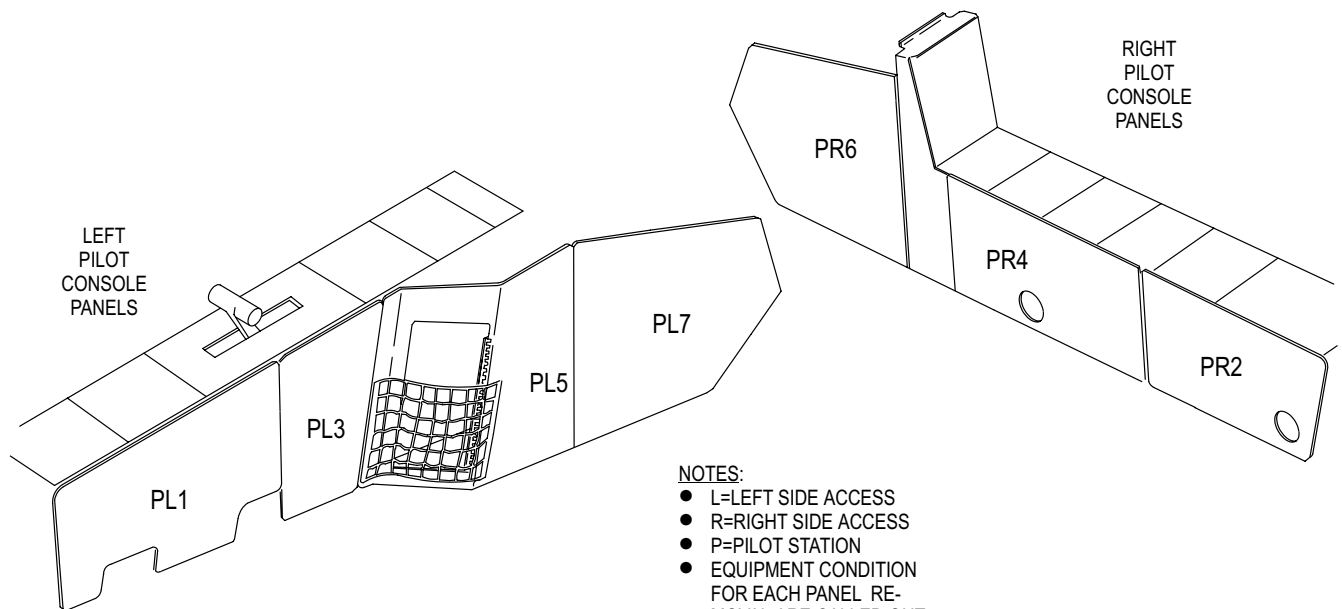 RIGHT
PILOT
CONSOLE
PANELS
PR6
PR4
PR2
LEFT
PILOT
CONSOLE
PANELS
PL7
PL5
PL3
PL1
NOTES:
● L=LEFT SIDE ACCESS
● R=RIGHT SIDE ACCESS
● P=PILOT STATION
● EQUIPMENT CONDITION
FOR EACH PANEL RE-